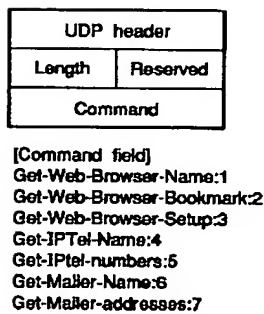 UDP header
Length Reserved
Command
[Command field]
Get-Web-Browser-Name:1
Get-Web-Browser-Bookmark:2
Get-Web-Browser-Setup:3
Get-IPTel-Name:4
Get-IPtel-numbers:5
Get-Mailer-Name:6
Get-Mailer-addresses:7